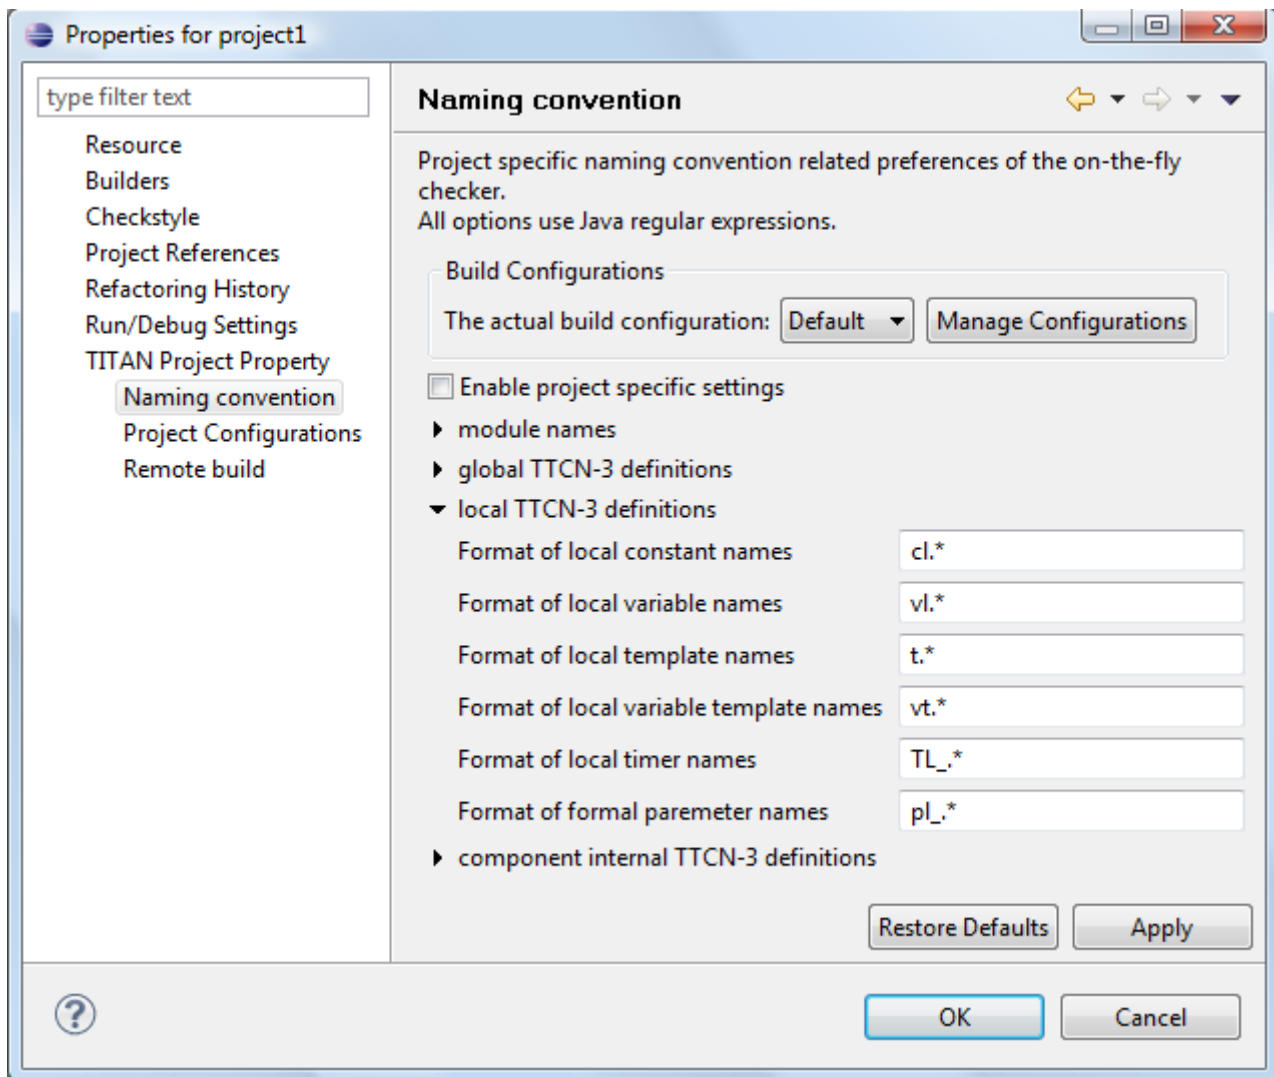 Properties for project1
type filter text
Resource
Builders
Checkstyle
Project References
Refactoring History
Run/Debug Settings
TITAN Project Property
Naming convention
Project Configurations
Remote build
Naming convention
Project specific naming convention related preferences of the on-the-fly
checker.
All options use Java regular expressions.
Build Configurations
The actual build configuration: Default Manage Configurations
Enable project specific settings
module names
global TTCN-3 definitions
local TTCN-3 definitions
Format of local constant names cl.*
Format of local variable names vl.*
Format of local template names t.*
Format of local variable template names vt.*
Format of local timer names TL_.*
Format of formal paremeter names pl_.*
component internal TTCN-3 definitions
Restore Defaults Apply
? OK Cancel